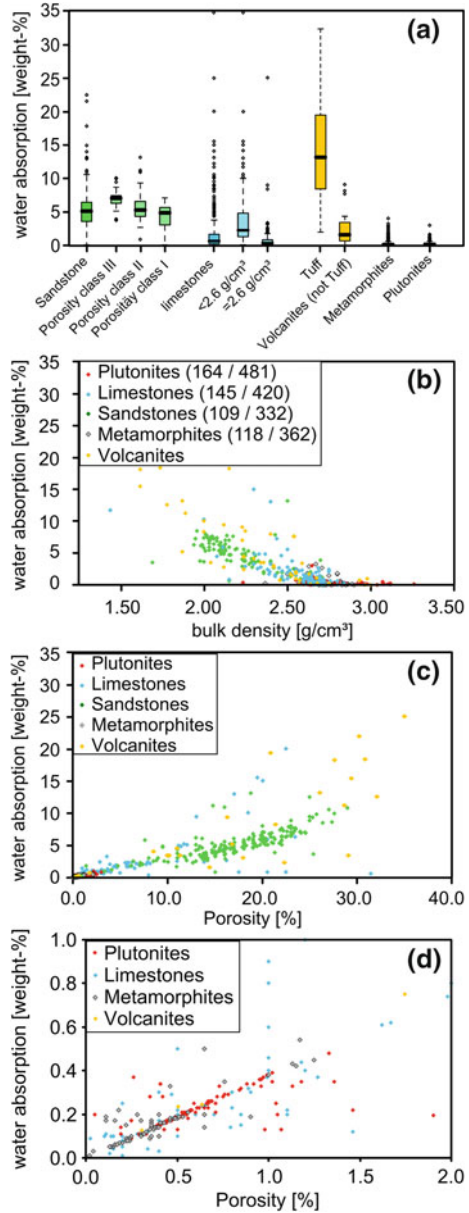 (a)
water absorption [weight-%]
35
30
25
20
15
10
5
0
Sandstone
Porosity class III
Porosity class II
Porositäy class I
limestones
<2.6 g/cm³
=2.6 g/cm³
Tuff
Volcanites (not Tuff)
Metamorphites
Plutonites
(b)
water absorption [weight-%]
35
30
25
20
15
10
5
0
Plutonites (164 / 481)
Limestones (145 / 420)
Sandstones (109 / 332)
Metamorphites (118 / 362)
Volcanites
1.50 2.00 2.50 3.00 3.50
bulk density [g/cm³]
(c)
water absorption [weight-%]
35
30
25
20
15
10
5
0
Plutonites
Limestones
Sandstones
Metamorphites
Volcanites
0.0 10.0 20.0 30.0 40.0
Porosity [%]
(d)
water absorption [weight-%]
1.0
0.8
0.6
0.4
0.2
0.0
Plutonites
Limestones
Metamorphites
Volcanites
0.0 0.5 1.0 1.5 2.0
Porosity [%]